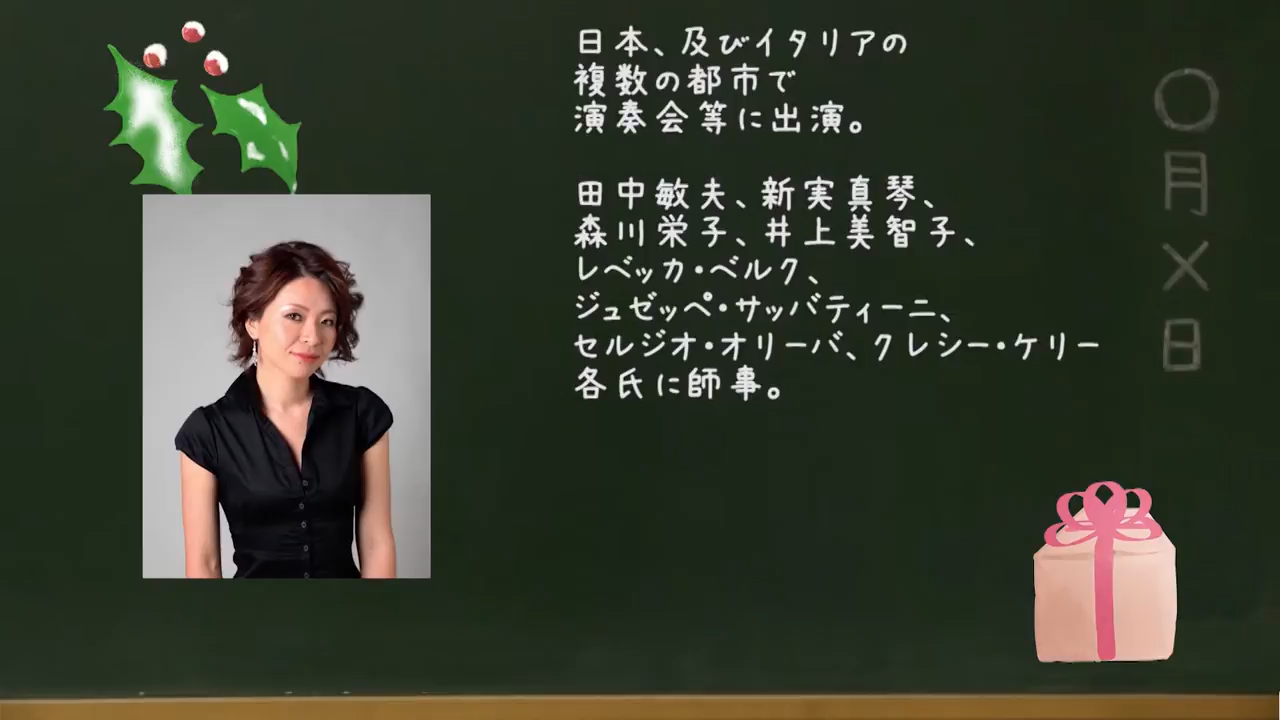 日本、及びイタリアの
複数の都市で
演奏会等に出演。
田中敏夫、新実真琴、
森川栄子、井上美智子、
レベッカ・ベルク、
ジュゼッペ・サッバティーニ、
セルジオ・オリーバ、クレシー・ケリー
各氏に師事。
〇月×日